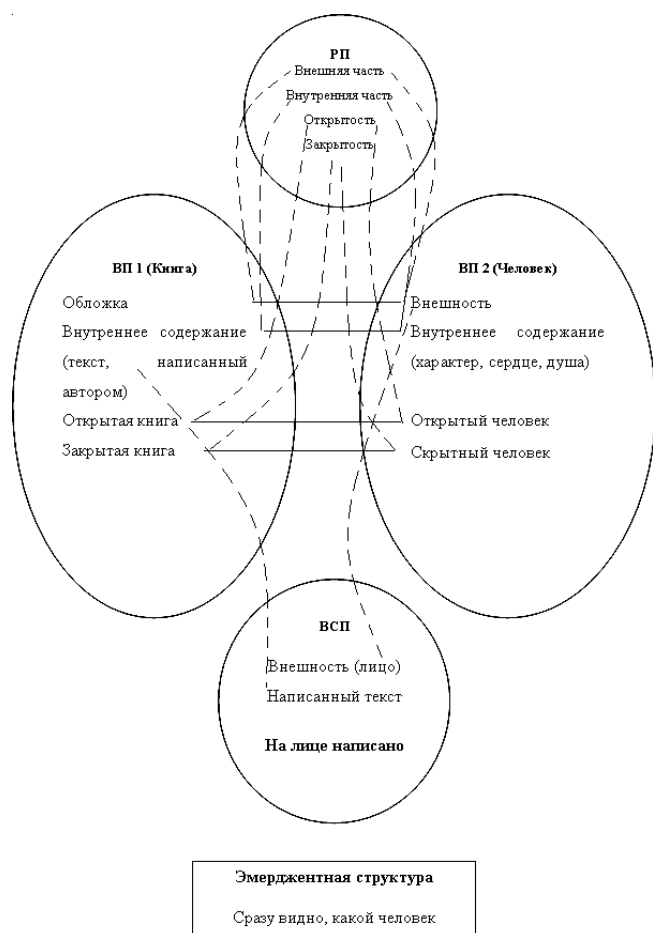 РП
Внешняя часть
Внутренняя часть
Открытость
Закрытость
ВП 1 (Книга)
Обложка
Внутреннее содержание
(текст, написанный
автором)
Открытая книга
Закрытая книга
ВП 2 (Человек)
Внешность
Внутреннее содержание
(характер, сердце, душа)
Открытый человек
Скрытный человек
ВСП
Внешность (лицо)
Написанный текст
На лице написано
Эмерджентная структура
Сразу видно, какой человек